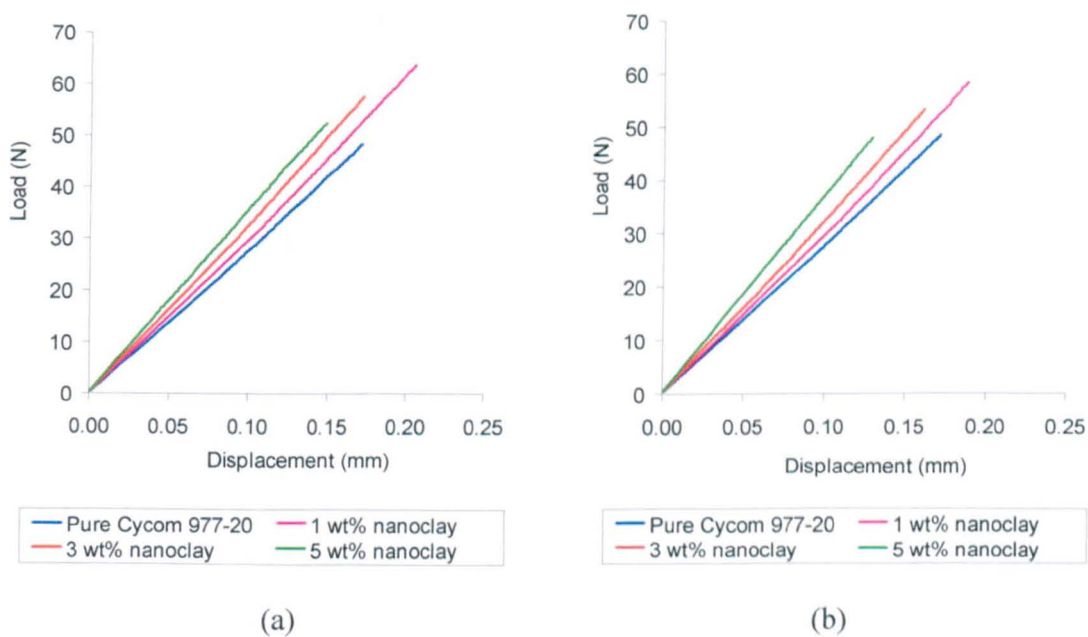 70
60
50
40
30
20
10
0
Load (N)
0.00 0.05 0.10 0.15 0.20 0.25
Displacement (mm)
Pure Cycom 977-20 1 wt% nanoclay
3 wt% nanoclay 5 wt% nanoclay
(a)
70
60
50
40
30
20
10
0
Load (N)
0.00 0.05 0.10 0.15 0.20 0.25
Displacement (mm)
Pure Cycom 977-20 1 wt% nanoclay
3 wt% nanoclay 5 wt% nanoclay
(b)